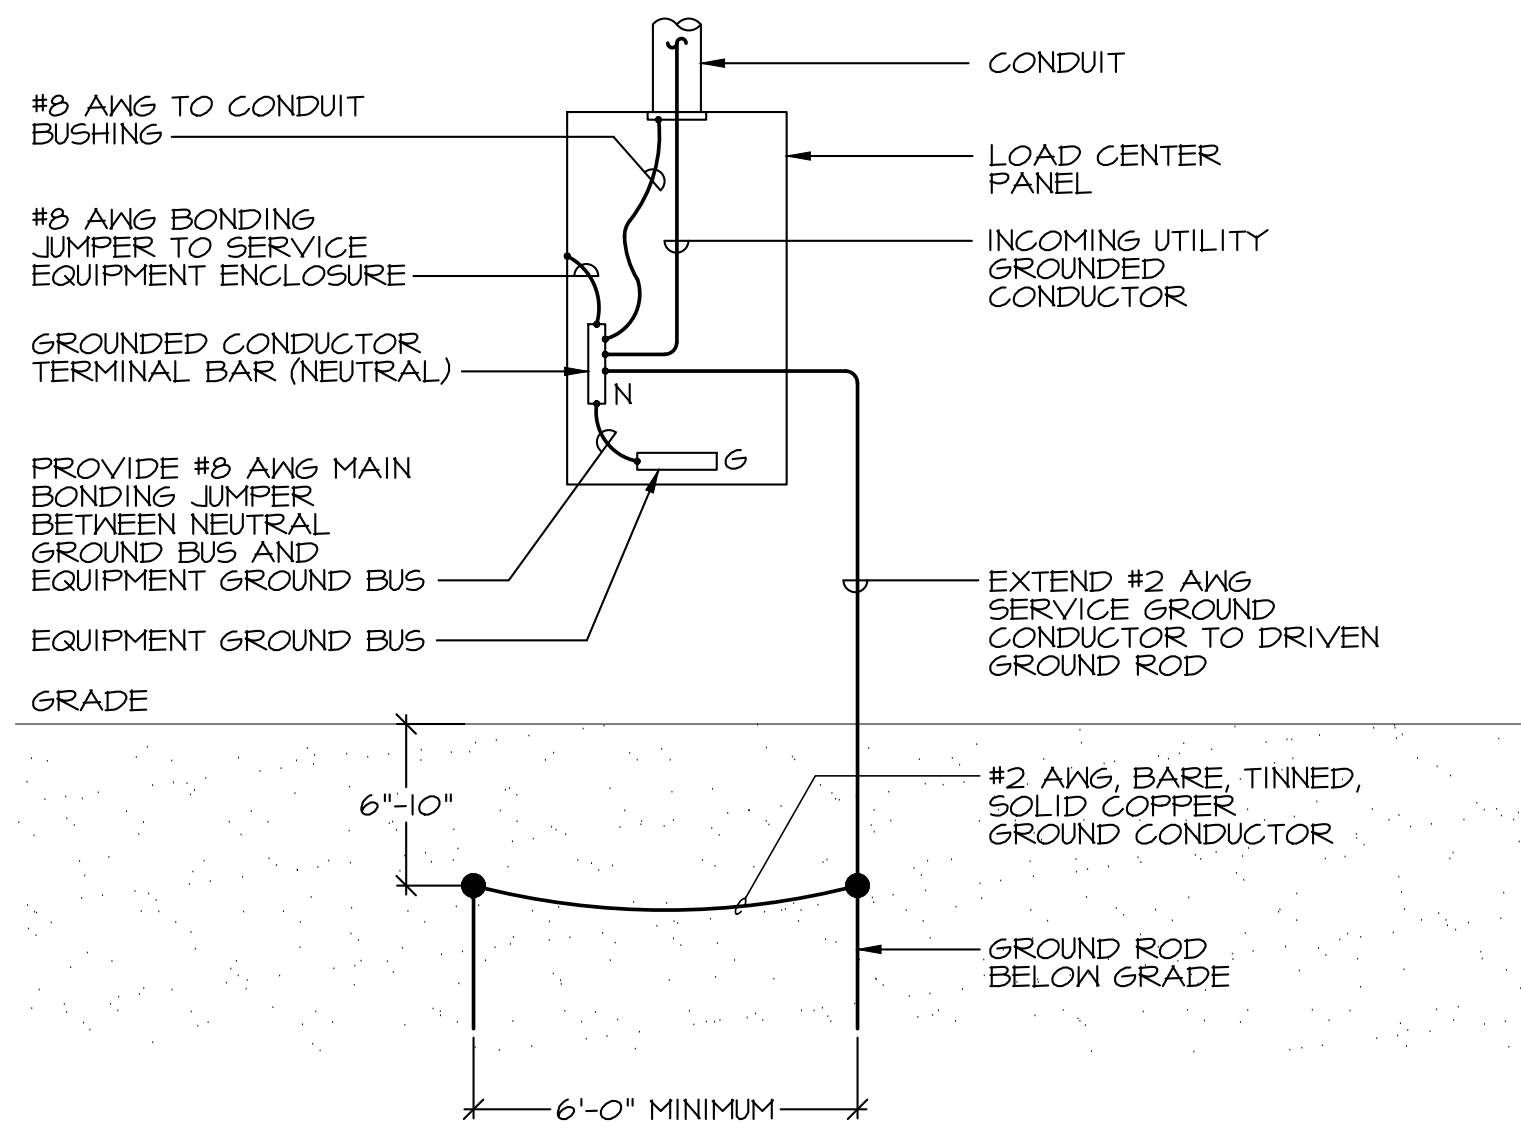 CONDUIT
#8 AWG TO CONDUIT
BUSHING
LOAD CENTER
PANEL
#8 AWG BONDING
JUMPER TO SERVICE
EQUIPMENT ENCLOSURE
INCOMING UTILITY
GROUNDED
CONDUCTOR
GROUNDED CONDUCTOR
TERMINAL BAR (NEUTRAL)
N
G
PROVIDE #8 AWG MAIN
BONDING JUMPER
BETWEEN NEUTRAL
GROUND BUS AND
EQUIPMENT GROUND BUS
EQUIPMENT GROUND BUS
EXTEND #2 AWG
SERVICE GROUND
CONDUCTOR TO DRIVEN
GROUND ROD
GRADE
6"-10"
#2 AWG, BARE, TINNED,
SOLID COPPER
GROUND CONDUCTOR
GROUND ROD
BELOW GRADE
6'-0" MINIMUM